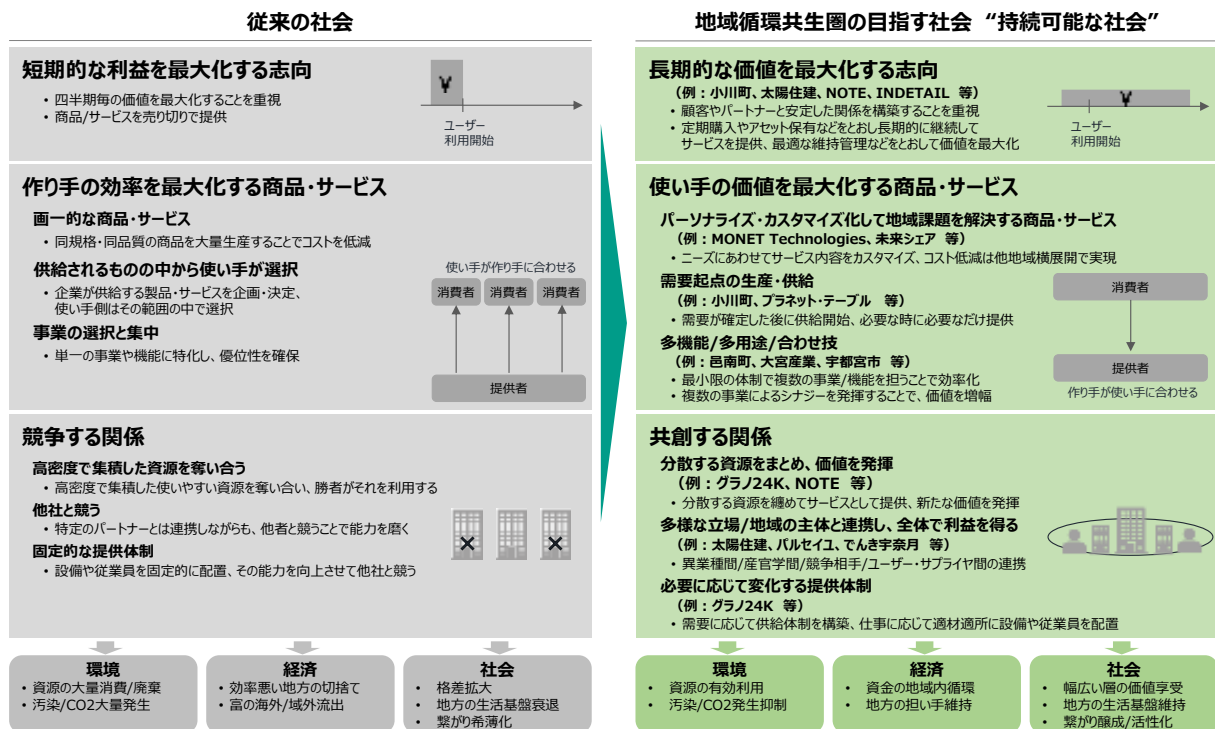 従来の社会
短期的な利益を最大化する志向
• 四半期毎の価値を最大化することを重視
• 商品/サービスを売り切りで提供
¥
ユーザー
利用開始
作り手の効率を最大化する商品・サービス
画一的な商品・サービス
• 同規格・同品質の商品を大量生産することでコストを低減
供給されるものの中から使い手が選択
• 企業が供給する製品・サービスを企画・決定、
使い手側はその範囲の中で選択
事業の選択と集中
• 単一の事業や機能に特化し、優位性を確保
使い手が作り手に合わせる
消費者 消費者 消費者
提供者
競争する関係
高密度で集積した資源を奪い合う
• 高密度で集積した使いやすい資源を奪い合い、勝者がそれを利用する
他社と競う
• 特定のパートナーとは連携しながらも、他者と競うことで能力を磨く
固定的な提供体制
• 設備や従業員を固定的に配置、その能力を向上させて他社と競う
環境
• 資源の大量消費/廃棄
• 汚染/CO2大量発生
経済
• 効率悪い地方の切捨て
• 富の海外/域外流出
社会
• 格差拡大
• 地方の生活基盤衰退
• 繋がり希薄化
地域循環共生圏の目指す社会 “持続可能な社会”
長期的な価値を最大化する志向
(例：小川町、太陽住建、NOTE、INDETAIL 等)
• 顧客やパートナーと安定した関係を構築することを重視
• 定期購入やアセット保有などをとおし長期的に継続して
サービスを提供、最適な維持管理などをとおして価値を最大化
¥
ユーザー
利用開始
使い手の価値を最大化する商品・サービス
パーソナライズ・カスタマイズ化して地域課題を解決する商品・サービス
(例：MONET Technologies、未来シェア 等)
• ニーズにあわせてサービス内容をカスタマイズ、コスト低減は他地域横展開で実現
需要起点の生産・供給
(例：小川町、プラネット・テーブル 等)
• 需要が確定した後に供給開始、必要な時に必要なだけ提供
多機能/多用途/合わせ技
(例：邑南町、大宮産業、宇都宮市 等)
• 最小限の体制で複数の事業/機能を担うことで効率化
• 複数の事業によるシナジーを発揮することで、価値を増幅
消費者
提供者
作り手が使い手に合わせる
共創する関係
分散する資源をまとめ、価値を発揮
(例：グラノ24K、NOTE 等)
• 分散する資源を纏めてサービスとして提供、新たな価値を発揮
多様な立場/地域の主体と連携し、全体で利益を得る
(例：太陽住建、パルセイユ、でんき宇奈月 等)
• 異業種間/産官学間/競争相手/ユーザー・サプライヤ間の連携
必要に応じて変化する提供体制
(例：グラノ24K 等)
• 需要に応じて供給体制を構築、仕事に応じて適材適所に設備や従業員を配置
環境
• 資源の有効利用
• 汚染/CO2発生抑制
経済
• 資金の地域内循環
• 地方の担い手維持
社会
• 幅広い層の価値享受
• 地方の生活基盤維持
• 繋がり醸成/活性化